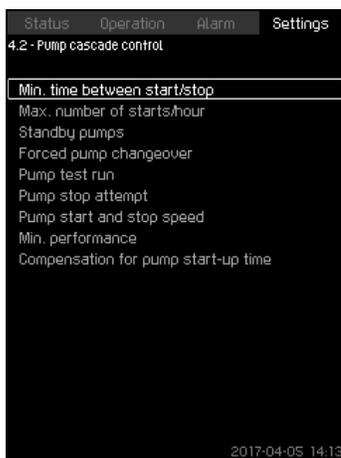 Status Operation Alarm Settings
4.2 - Pump cascade control
Min. time between start/stop
Max. number of starts/hour
Standby pumps
Forced pump changeover
Pump test run
Pump stop attempt
Pump start and stop speed
Min. performance
Compensation for pump start-up time
2017-04-05 14:13